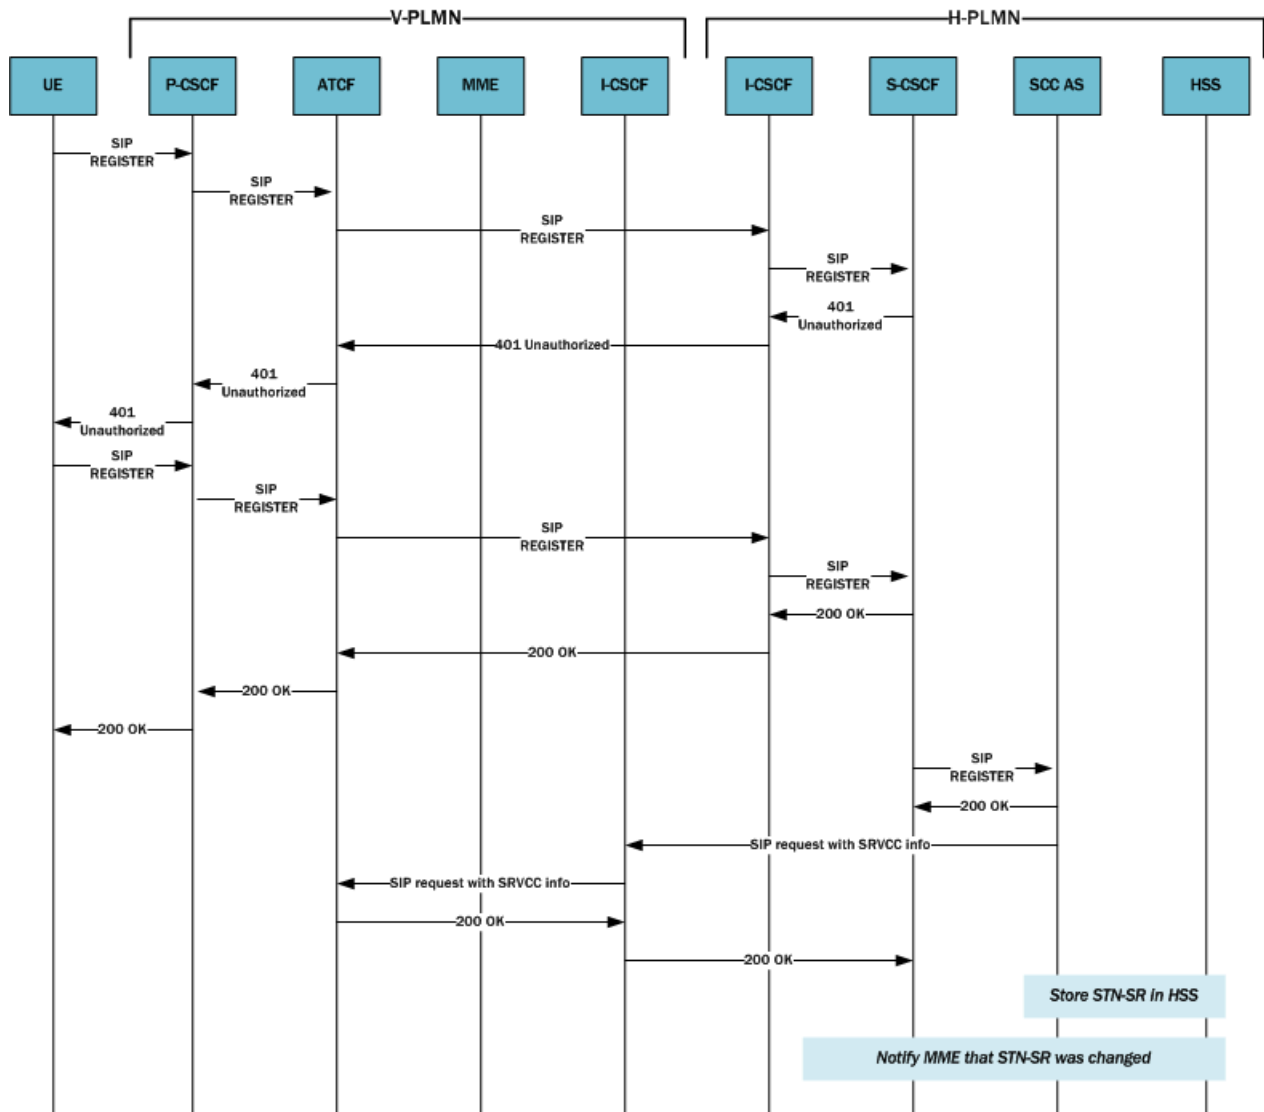 V-PLMN
H-PLMN
UE
P-CSCF
ATCF
MME
I-CSCF
I-CSCF
S-CSCF
SCC AS
HSS
SIP
REGISTER
SIP
REGISTER
SIP
REGISTER
SIP
REGISTER
401
Unauthorized
401 Unauthorized
401
Unauthorized
401
Unauthorized
SIP
REGISTER
SIP
REGISTER
SIP
REGISTER
SIP
REGISTER
200 OK
200 OK
200 OK
200 OK
SIP
REGISTER
200 OK
SIP request with SRVCC info
SIP request with SRVCC info
200 OK
200 OK
Store STN-SR in HSS
Notify MME that STN-SR was changed